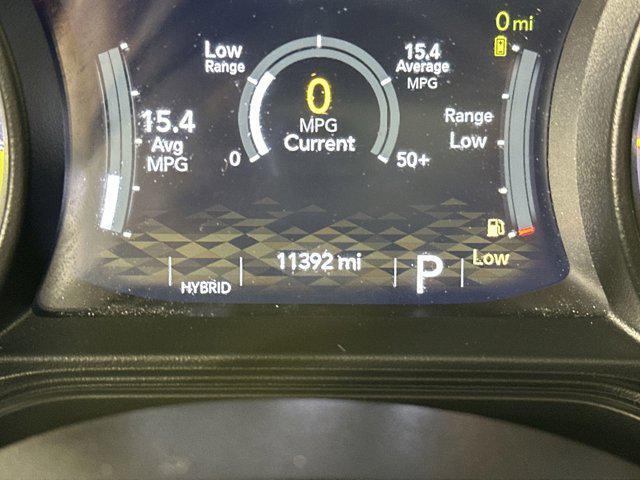 0 mi
Low
Range
15.4
Average
MPG
0
MPG
Current
0
50+
15.4
Avg
MPG
Range
Low
11392 mi
HYBRID
P
Low